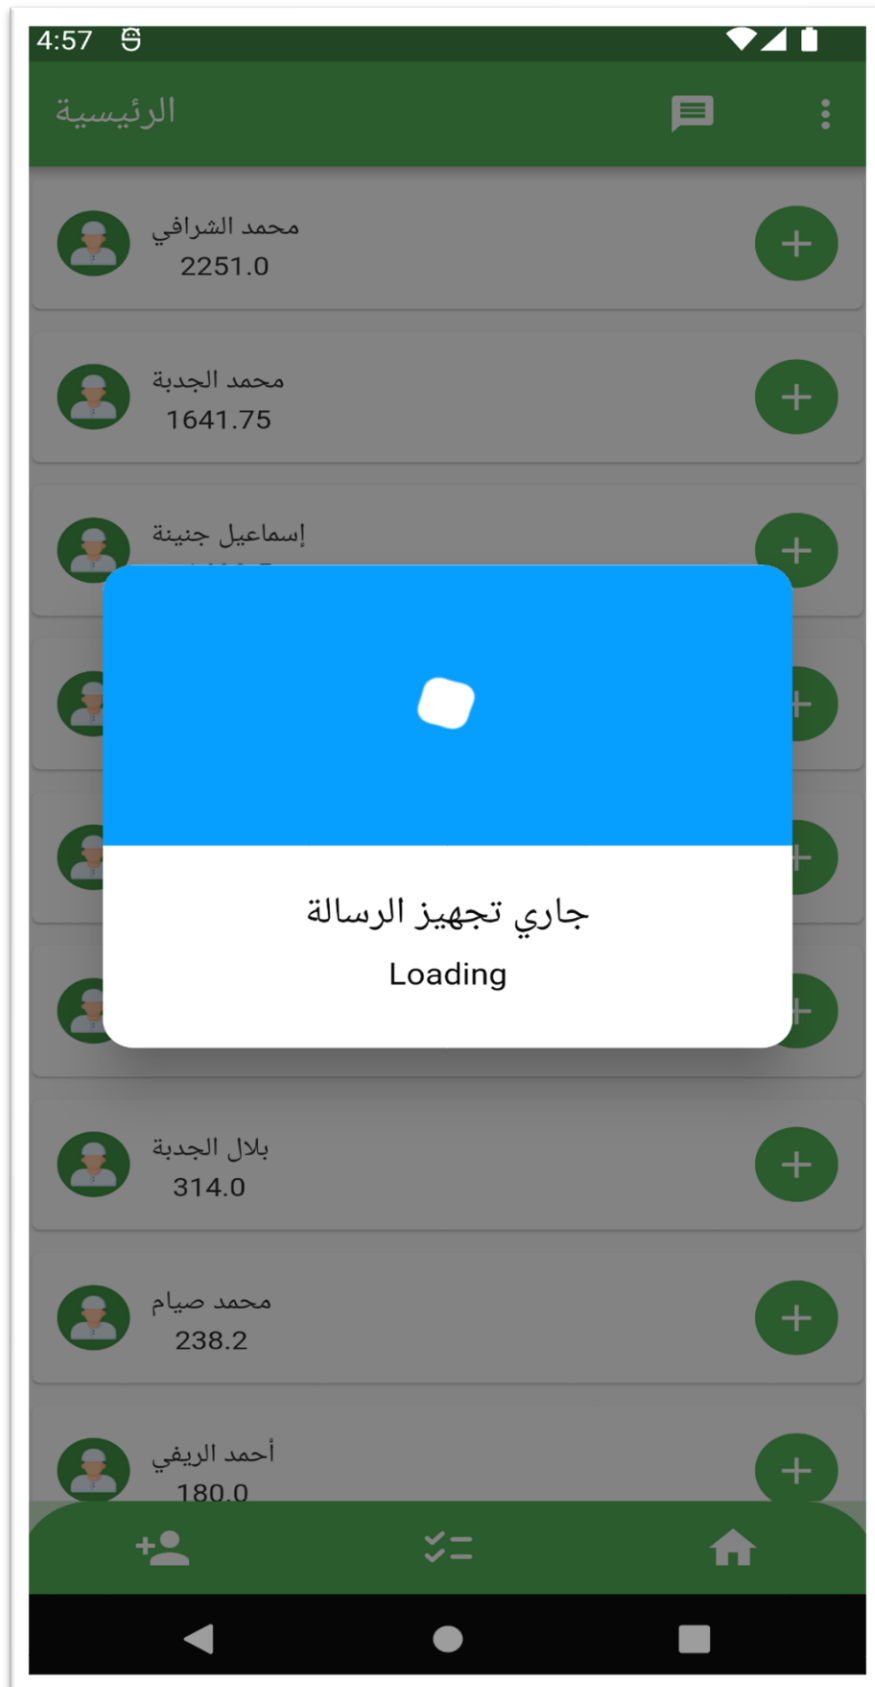 4:57
الرئيسية
محمد الشرافي
2251.0
محمد الجدبة
1641.75
إسماعيل جنينة
جاري تجهيز الرسالة
Loading
بلال الجدبة
314.0
محمد صيام
238.2
أحمد الريفي
180.0